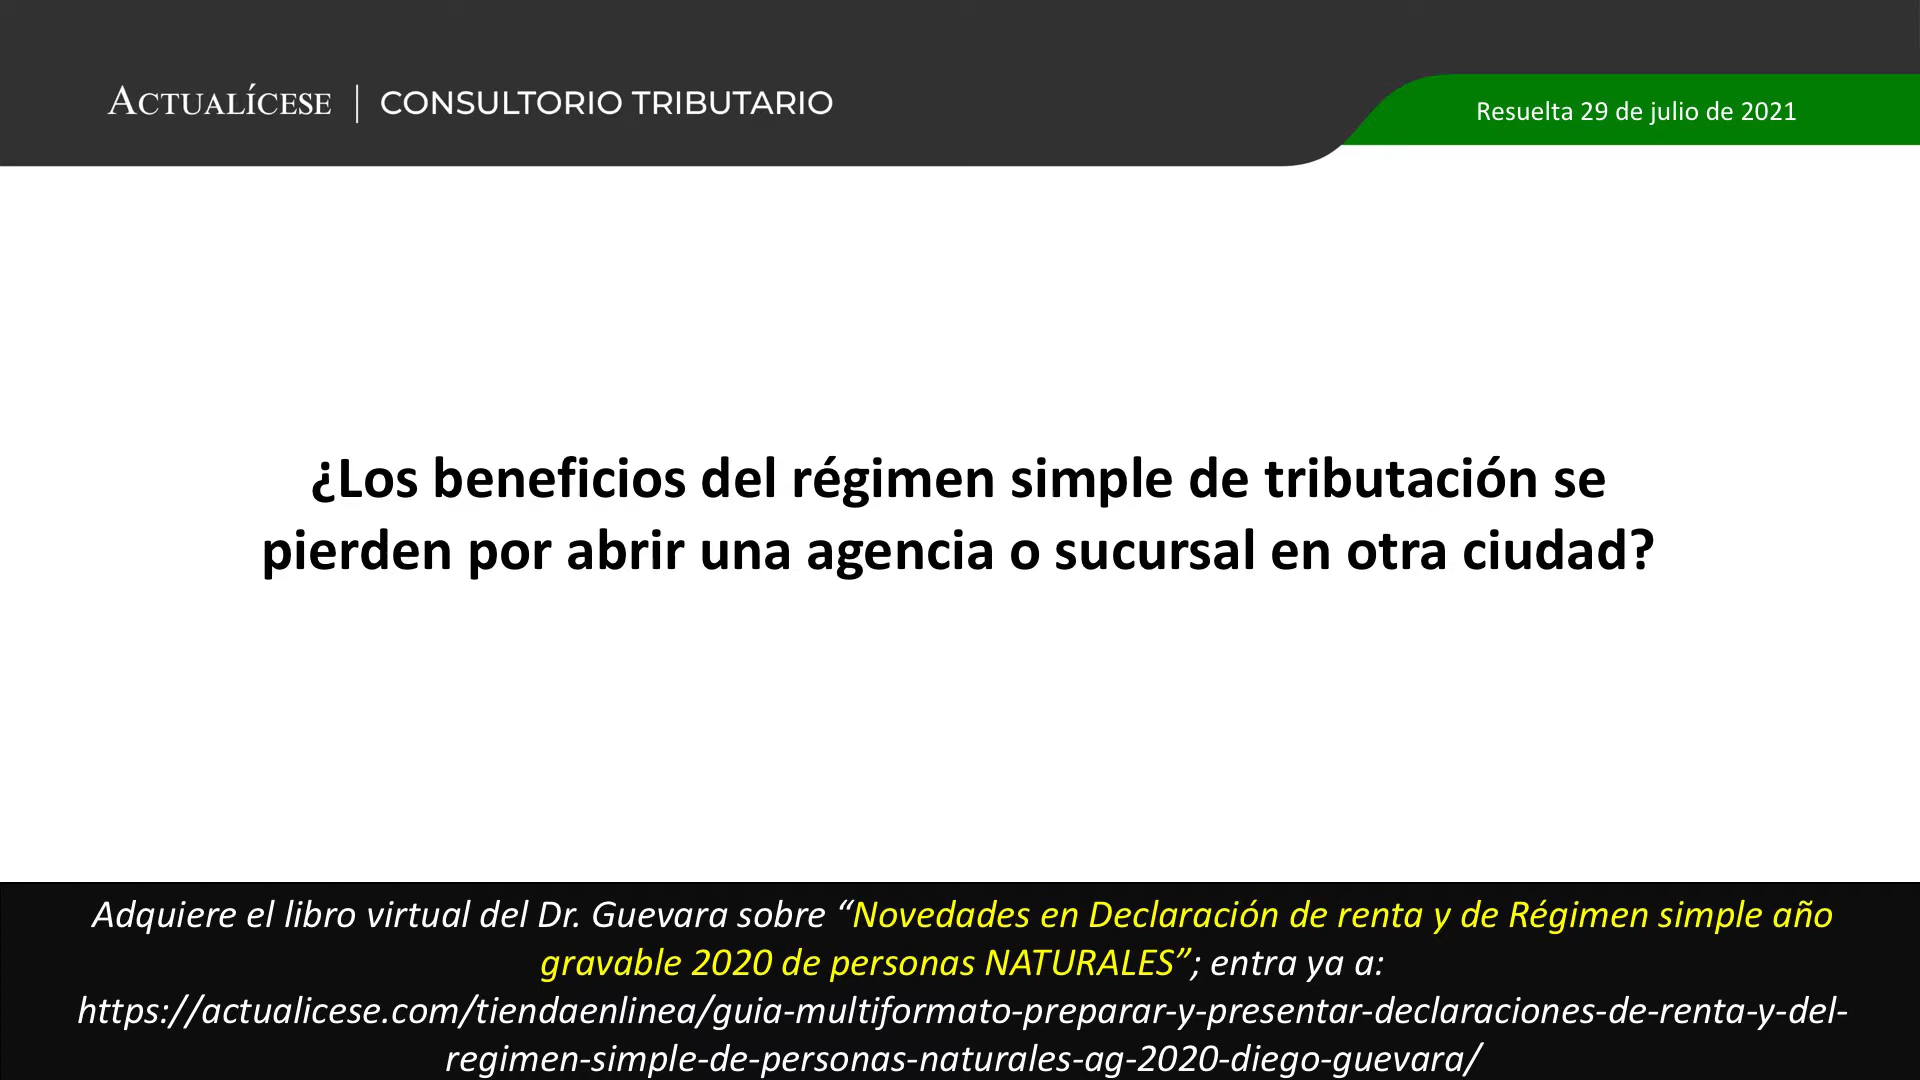 ACTUALÍCESE | CONSULTORIO TRIBUTARIO
Resuelta 29 de julio de 2021
¿Los beneficios del régimen simple de tributación se
pierden por abrir una agencia o sucursal en otra ciudad?
Adquiere el libro virtual del Dr. Guevara sobre “Novedades en Declaración de renta y de Régimen simple año
gravable 2020 de personas NATURALES”; entra ya a:
https://actualicese.com/tiendaenlinea/guia-multiformato-preparar-y-presentar-declaraciones-de-renta-y-del-
regimen-simple-de-personas-naturales-ag-2020-diego-guevara/